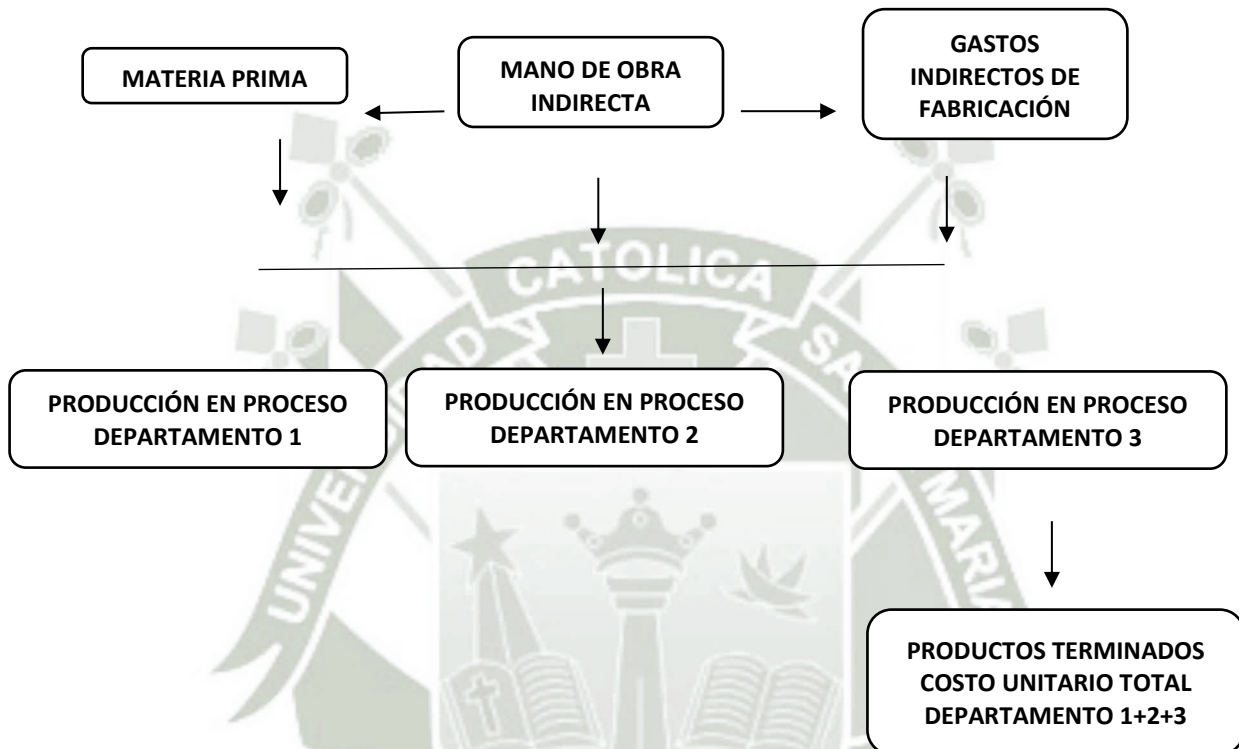 MATERIA PRIMA
MANO DE OBRA
INDIRECTA
GASTOS
INDIRECTOS DE
FABRICACIÓN
CATOLICA
PRODUCCIÓN EN PROCESO
DEPARTAMENTO 1
PRODUCCIÓN EN PROCESO
DEPARTAMENTO 2
PRODUCCIÓN EN PROCESO
DEPARTAMENTO 3
PRODUCTOS TERMINADOS
COSTO UNITARIO TOTAL
DEPARTAMENTO 1+2+3